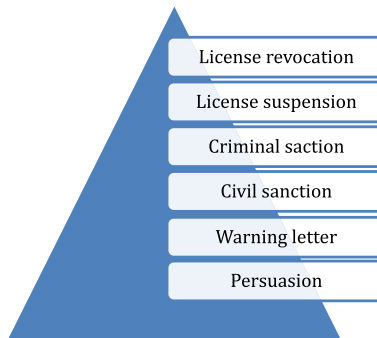 License revocation
License suspension
Criminal saction
Civil sanction
Warning letter
Persuasion